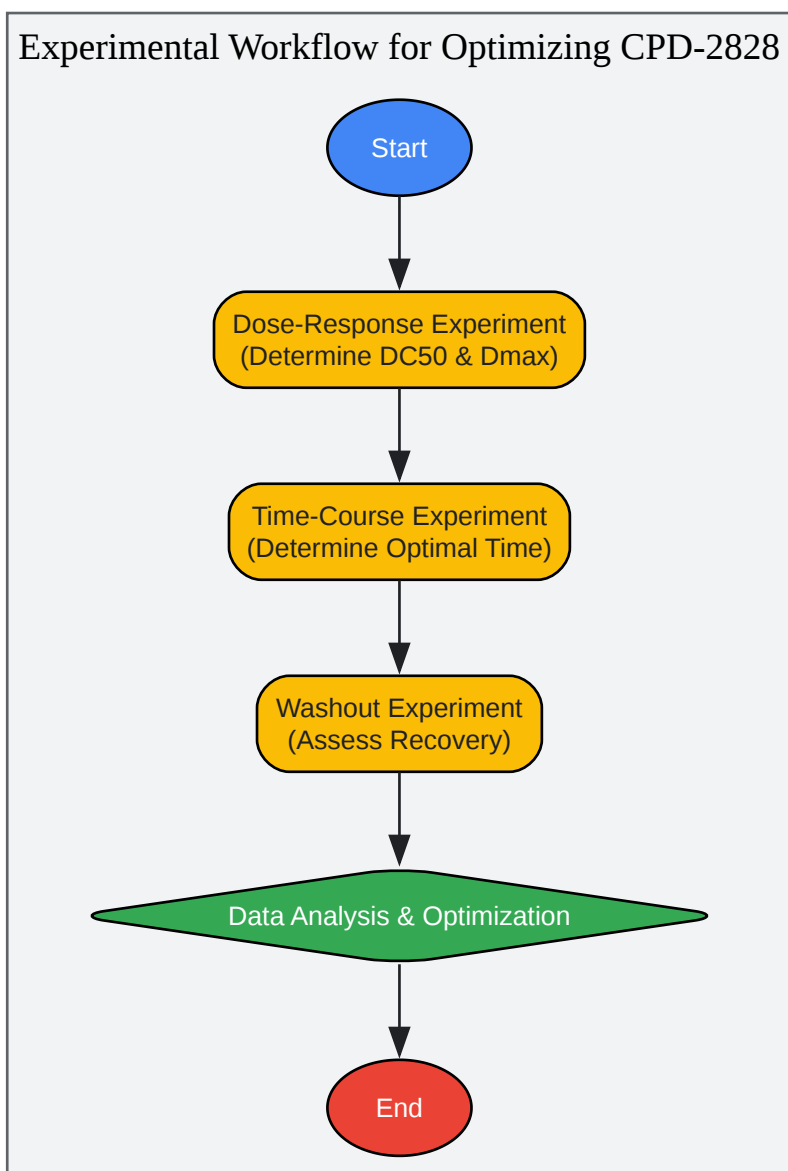 Experimental Workflow for Optimizing CPD-2828
Start
Dose-Response Experiment
(Determine DC50 & Dmax)
Time-Course Experiment
(Determine Optimal Time)
Washout Experiment
(Assess Recovery)
Data Analysis & Optimization
End